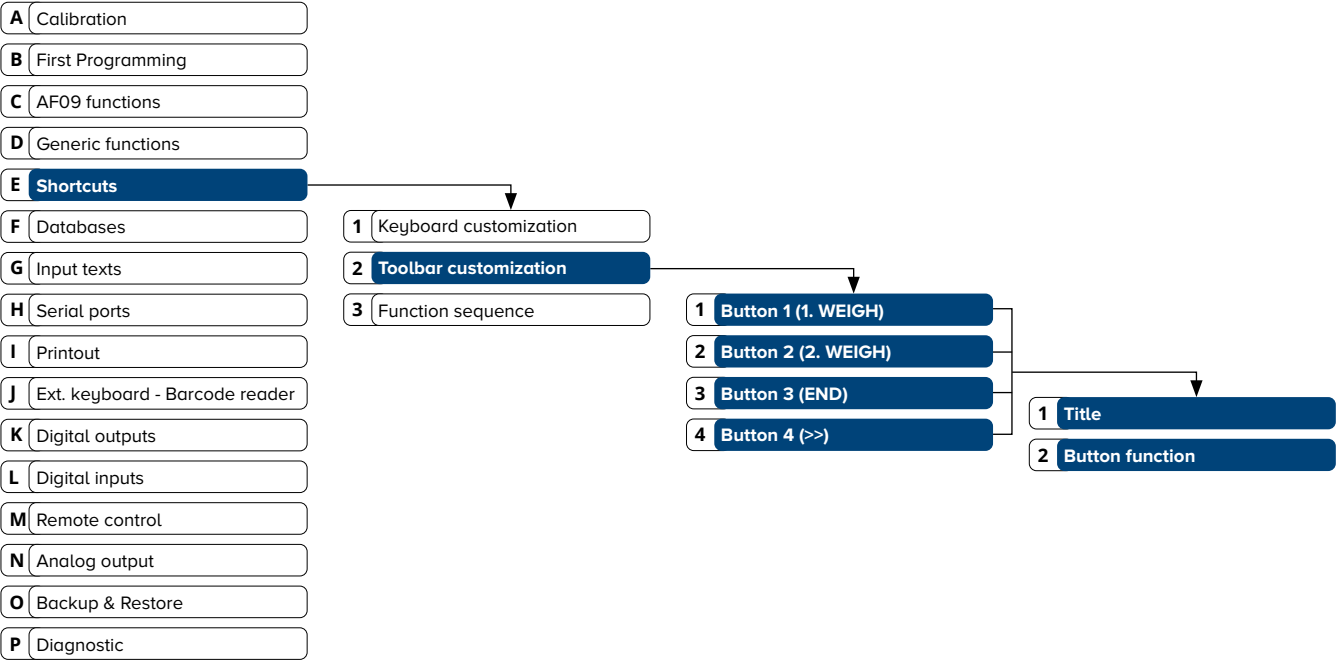 A Calibration
B First Programming
C AF09 functions
D Generic functions
E Shortcuts
F Databases
G Input texts
H Serial ports
I Printout
J Ext. keyboard - Barcode reader
K Digital outputs
L Digital inputs
M Remote control
N Analog output
O Backup & Restore
P Diagnostic
1 Keyboard customization
2 Toolbar customization
3 Function sequence
1 Button 1 (1. WEIGH)
2 Button 2 (2. WEIGH)
3 Button 3 (END)
4 Button 4 (>>)
1 Title
2 Button function